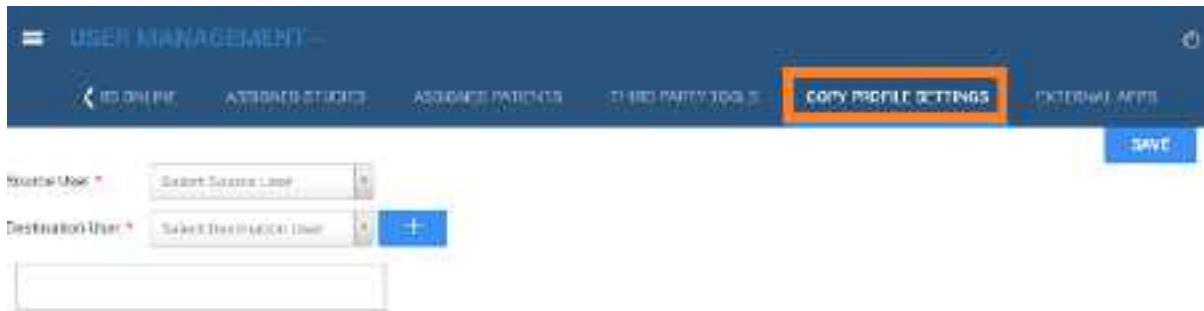 USER MANAGEMENT –
ASSIGNED STUDIES ASSIGNED PATIENTS THIRD PARTY TOOLS COPY PROFILE SETTINGS EXTERNAL APPS
SAVE
Source User * Select Source User
Destination User * Select Destination User +